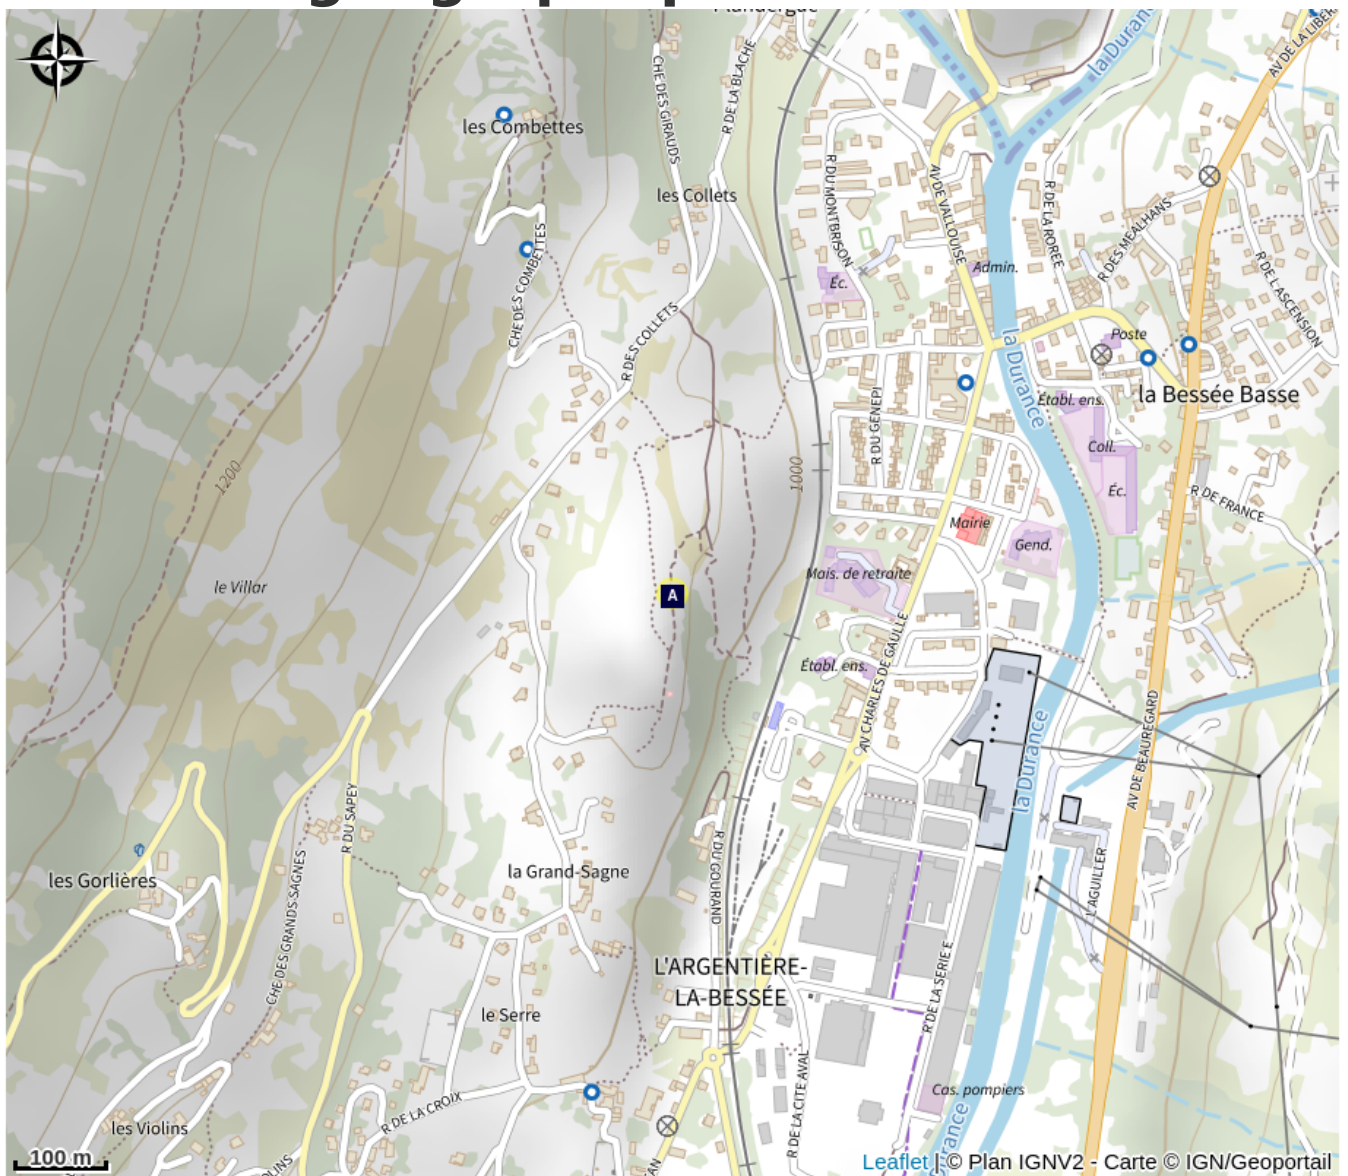 la Durance
AV DE LA LIBER
CHE DES GIRAUDS
R DE LA BLACHE
les Combettes
les Collets
R DU MONTBRISON
AV DE VALLOUISE
R DE LA ROREE
R DES MEALHANS
R DE L'ASCENSION
Admin.
Éc.
CHE DES COMBETTES
R DES COLLETS
la Durance
Poste
la Bessée Basse
Établ. ens.
R DU GENEPI
Coll.
1200
1000
Éc.
R DE FRANCE
Mairie
Gend.
le Villar
Mais. de retraite
A
AV CHARLES DE GAULLE
Établ. ens.
la Durance
AV DE BEAUREGARD
R DU SAPEY
R DU GOURAND
la Grand-Sagne
les Gorlières
L'AGUILLER
CHE DES GRANDS SAGNES
L'ARGENTIÈRE-
LA-BESSÉE
R DE LA SERIE E
le Serre
R DE LA CITE AVAL
Cas. pompiers
R DE LA CROIX
les Violins
100 m
Leaflet | © Plan IGNV2 - Carte © IGN/Geoportail